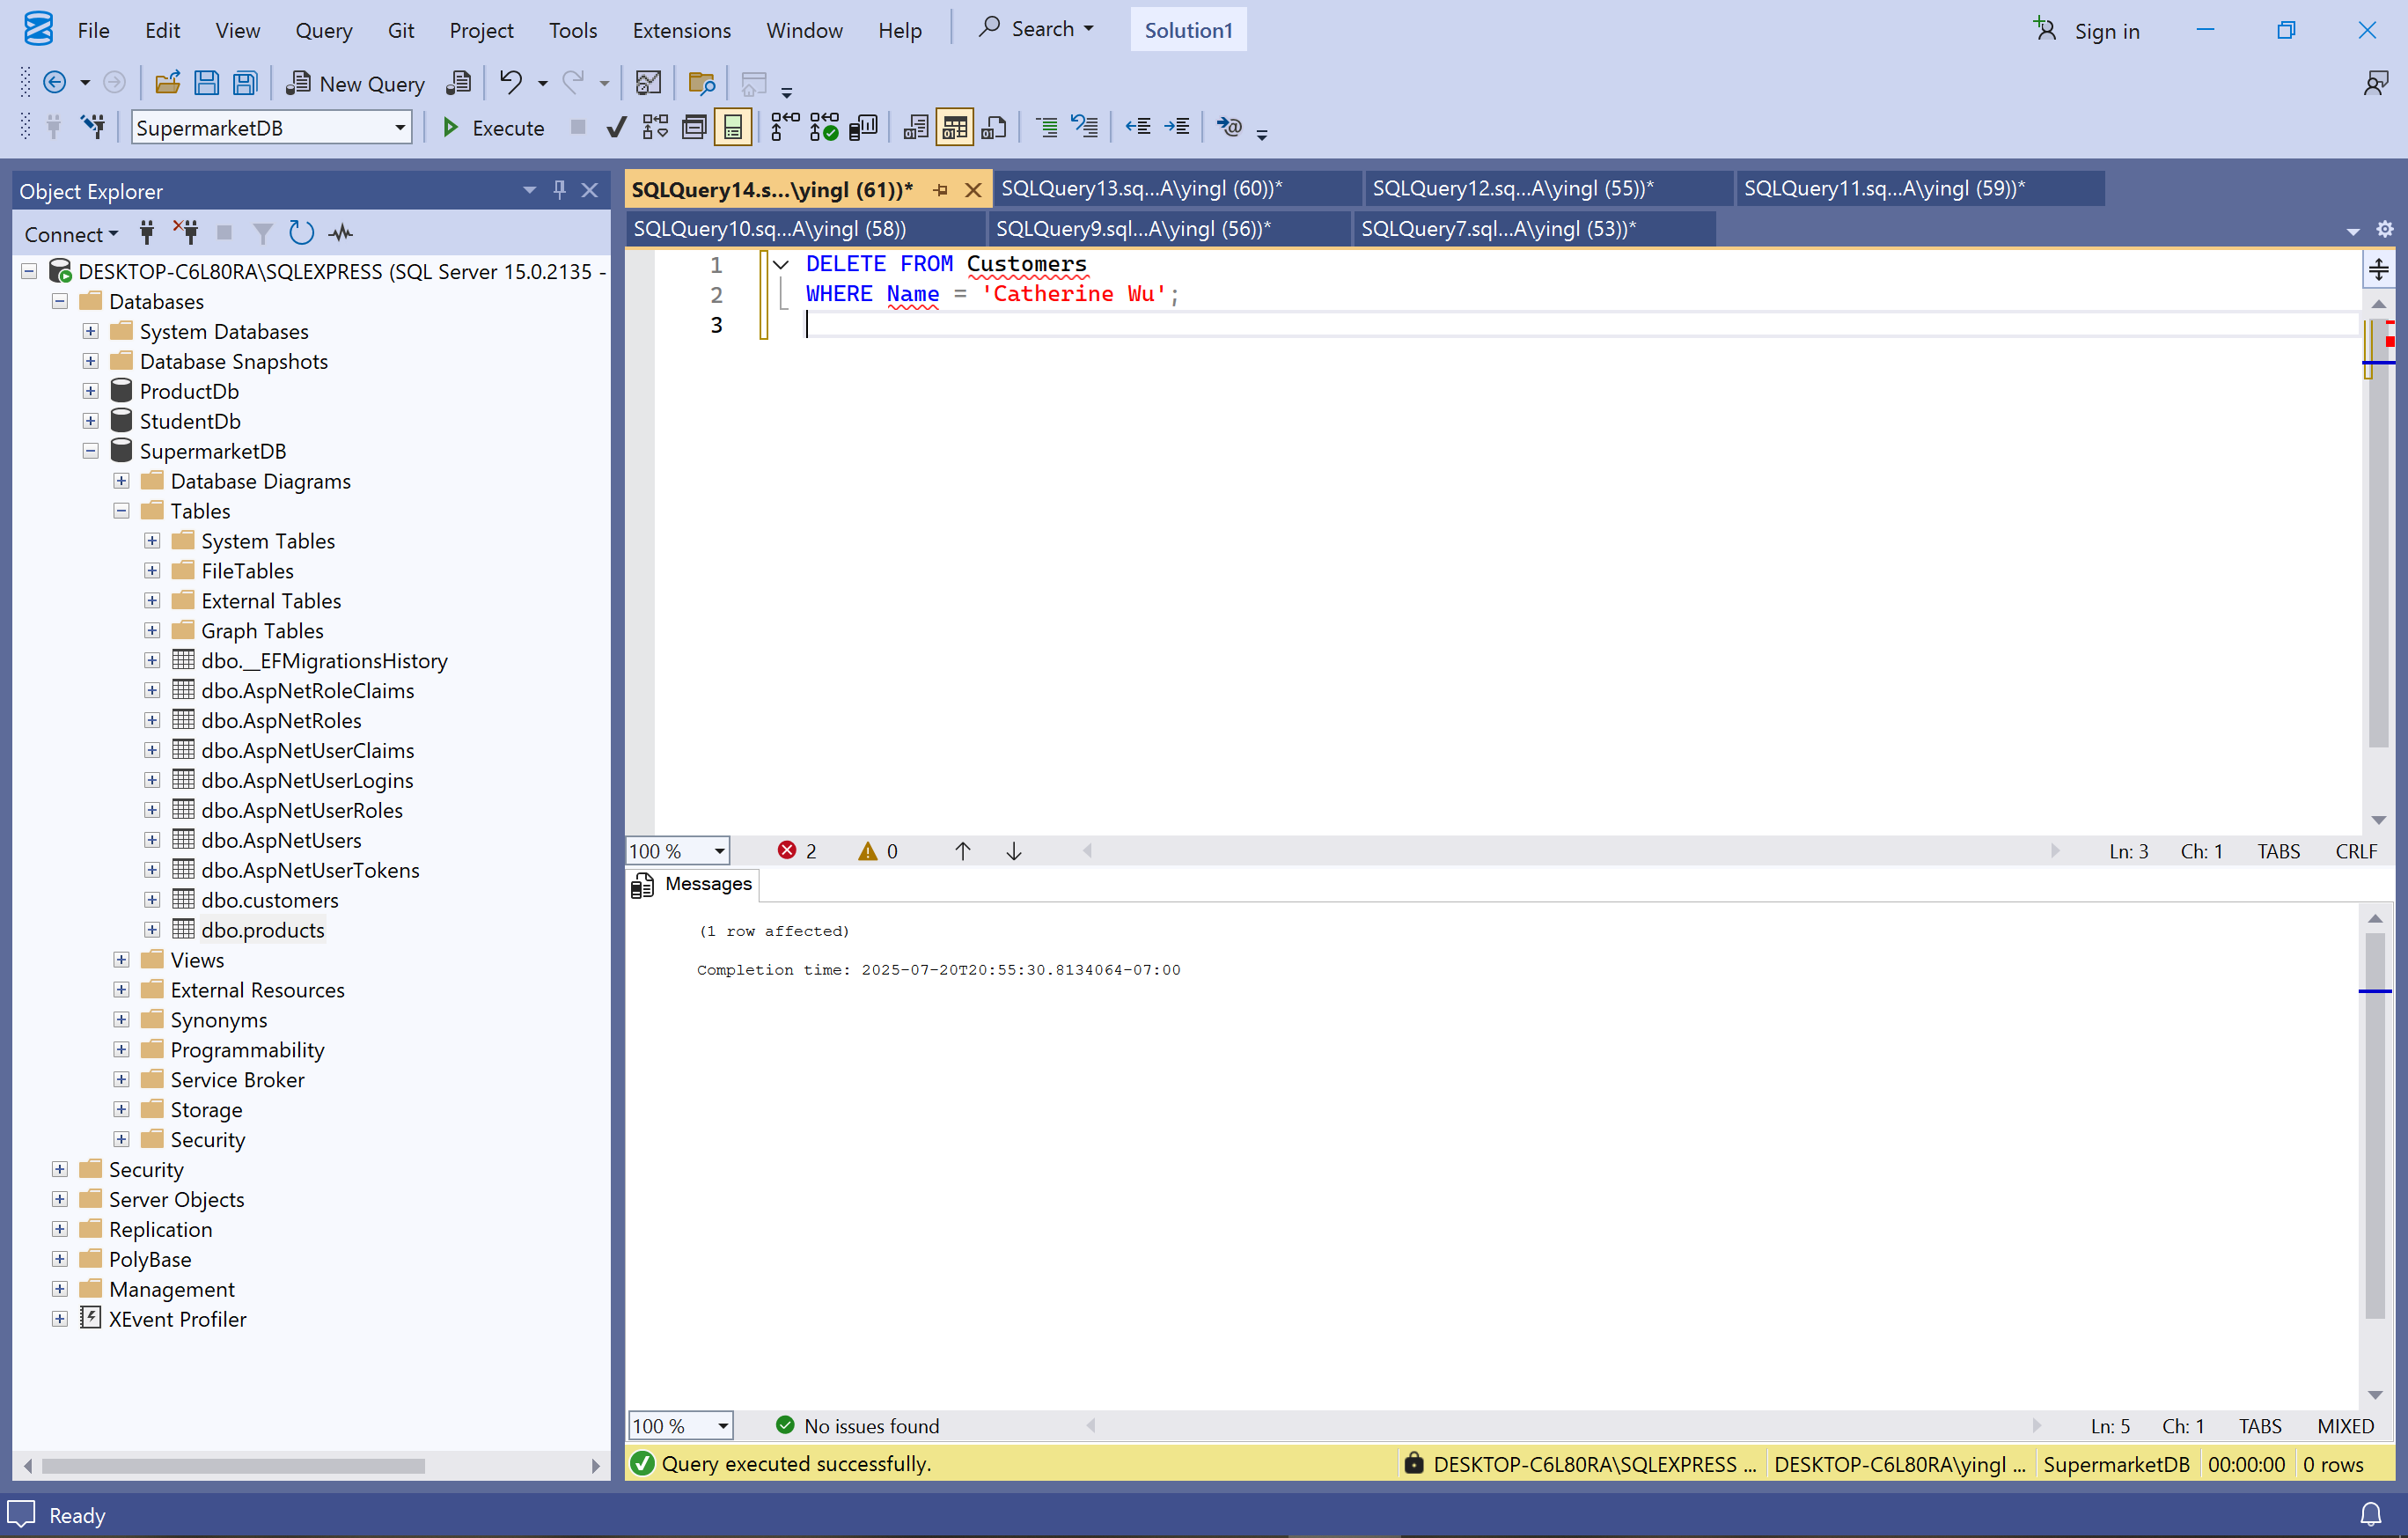 File Edit View Query Git Project Tools Extensions Window Help Search Solution1 Sign in
New Query
SupermarketDB Execute
Object Explorer
Connect
DESKTOP-C6L80RA\SQLEXPRESS (SQL Server 15.0.2135 -
Databases
System Databases
Database Snapshots
ProductDb
StudentDb
SupermarketDB
Database Diagrams
Tables
System Tables
FileTables
External Tables
Graph Tables
dbo.__EFMigrationsHistory
dbo.AspNetRoleClaims
dbo.AspNetRoles
dbo.AspNetUserClaims
dbo.AspNetUserLogins
dbo.AspNetUserRoles
dbo.AspNetUsers
dbo.AspNetUserTokens
dbo.customers
dbo.products
Views
External Resources
Synonyms
Programmability
Service Broker
Storage
Security
Security
Server Objects
Replication
PolyBase
Management
XEvent Profiler
SQLQuery14.s...\yingl (61))* SQLQuery13.sq...A\yingl (60))* SQLQuery12.sq...A\yingl (55))* SQLQuery11.sq...A\yingl (59))*
SQLQuery10.sq...A\yingl (58)) SQLQuery9.sql...A\yingl (56))* SQLQuery7.sql...A\yingl (53))*
1 DELETE FROM Customers
2 WHERE Name = 'Catherine Wu';
3
100 % 2 0 Ln: 3 Ch: 1 TABS CRLF
Messages
(1 row affected)
Completion time: 2025-07-20T20:55:30.8134064-07:00
100 % No issues found Ln: 5 Ch: 1 TABS MIXED
Query executed successfully. DESKTOP-C6L80RA\SQLEXPRESS ... DESKTOP-C6L80RA\yingl ... SupermarketDB 00:00:00 0 rows
Ready